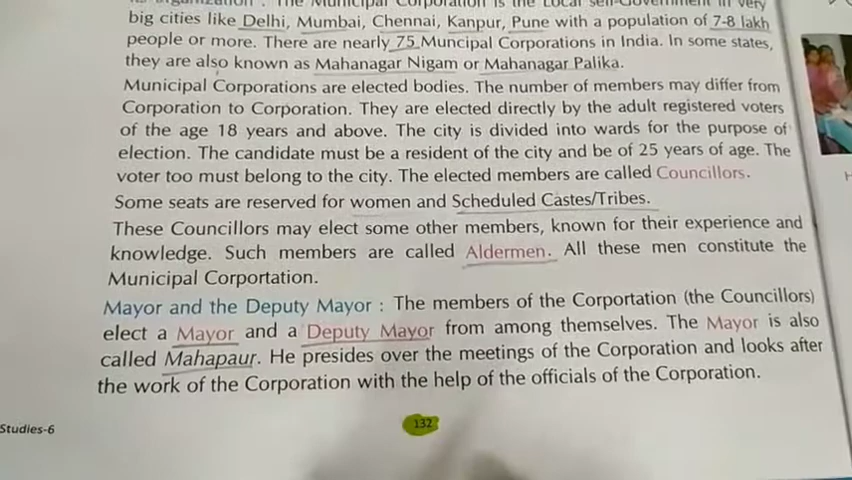 Its Organization : The Municipal Corporation is the Local self-Government in very
big cities like Delhi, Mumbai, Chennai, Kanpur, Pune with a population of 7-8 lakh
people or more. There are nearly 75 Muncipal Corporations in India. In some states,
they are also known as Mahanagar Nigam or Mahanagar Palika.
Municipal Corporations are elected bodies. The number of members may differ from
Corporation to Corporation. They are elected directly by the adult registered voters
of the age 18 years and above. The city is divided into wards for the purpose of
election. The candidate must be a resident of the city and be of 25 years of age. The
voter too must belong to the city. The elected members are called Councillors.
Some seats are reserved for women and Scheduled Castes/Tribes.
These Councillors may elect some other members, known for their experience and
knowledge. Such members are called Aldermen. All these men constitute the
Municipal Corportation.
Mayor and the Deputy Mayor : The members of the Corportation (the Councillors)
elect a Mayor and a Deputy Mayor from among themselves. The Mayor is also
called Mahapaur. He presides over the meetings of the Corporation and looks after
the work of the Corporation with the help of the officials of the Corporation.
132
Studies-6